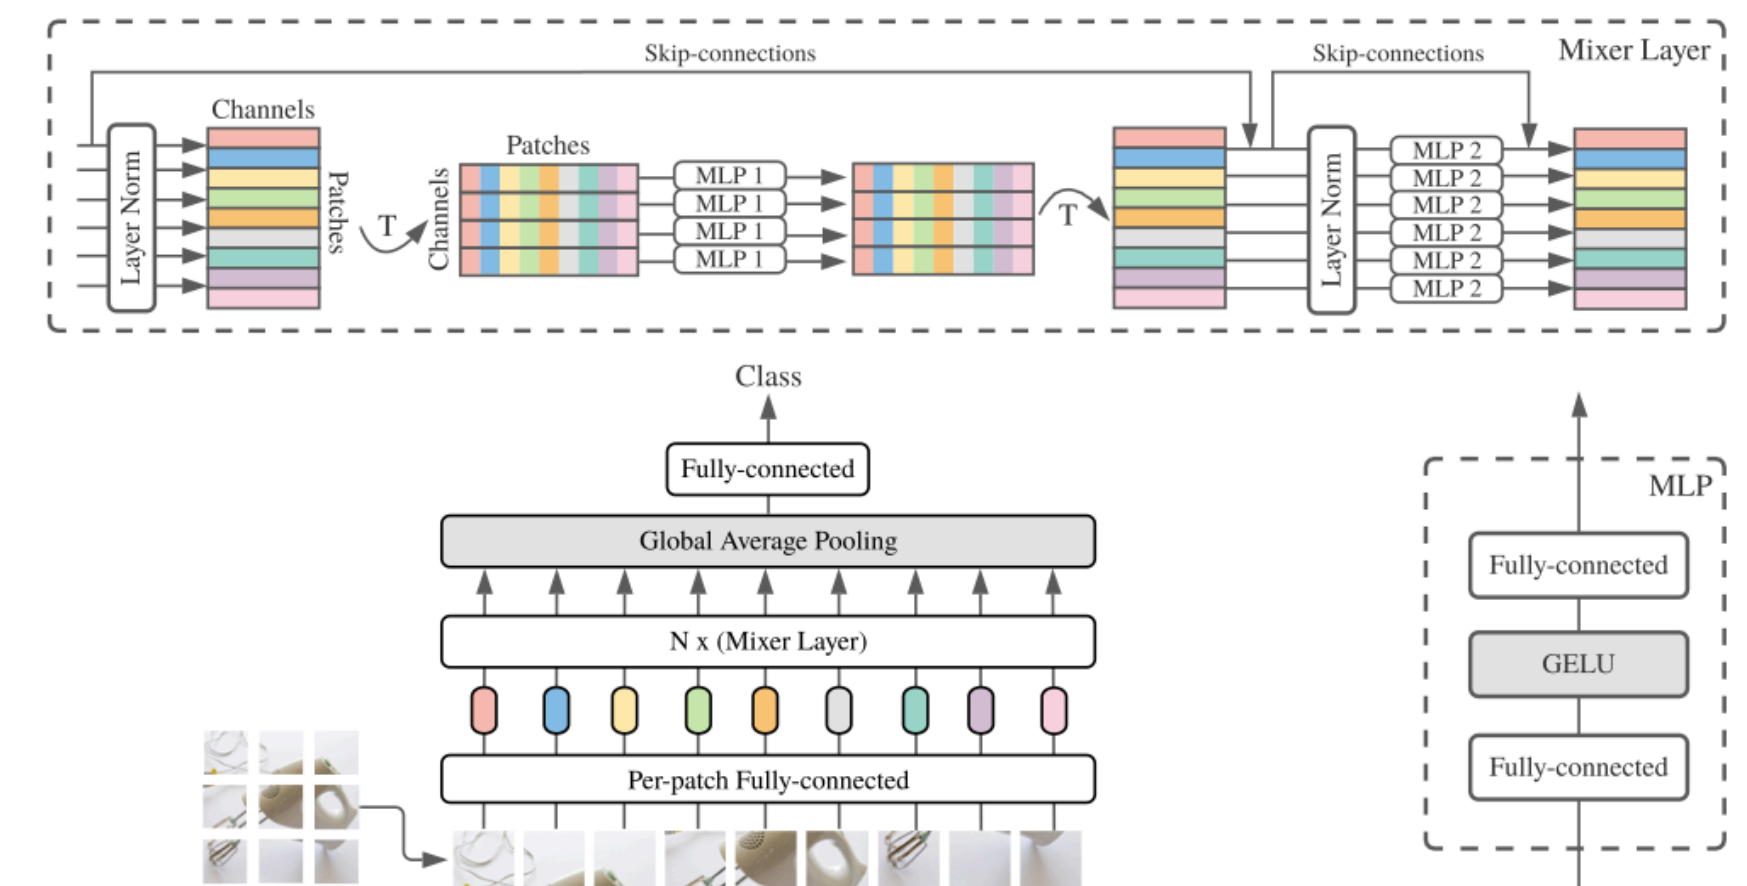 Skip-connections
Skip-connections
Mixer Layer
Channels
Layer Norm
Patches
T
Patches
Channels
MLP 1
MLP 1
MLP 1
MLP 1
T
Layer Norm
MLP 2
MLP 2
MLP 2
MLP 2
MLP 2
MLP 2
Class
Fully-connected
Global Average Pooling
N x (Mixer Layer)
Per-patch Fully-connected
MLP
Fully-connected
GELU
Fully-connected